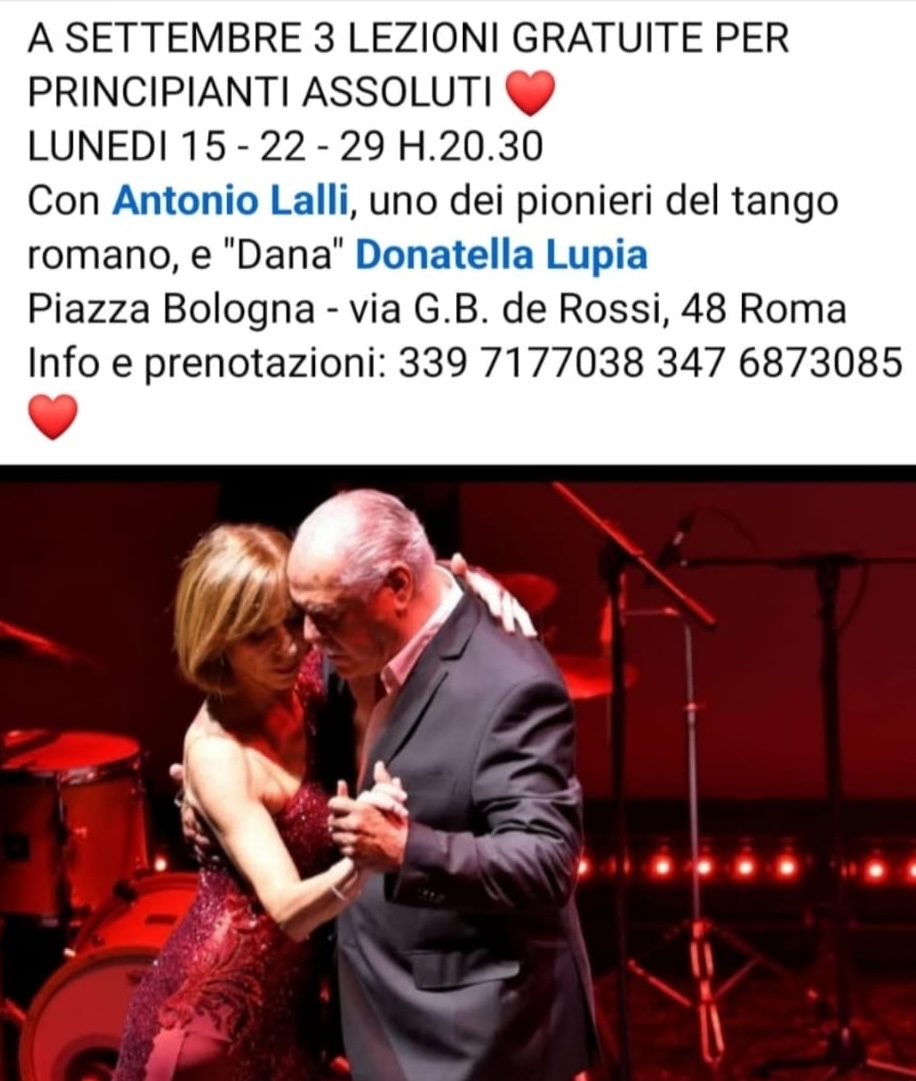 A SETTEMBRE 3 LEZIONI GRATUITE PER
PRINCIPIANTI ASSOLUTI ❤️
LUNEDI 15 - 22 - 29 H.20.30
Con Antonio Lalli, uno dei pionieri del tango
romano, e "Dana" Donatella Lupia
Piazza Bologna - via G.B. de Rossi, 48 Roma
Info e prenotazioni: 339 7177038 347 6873085
❤️